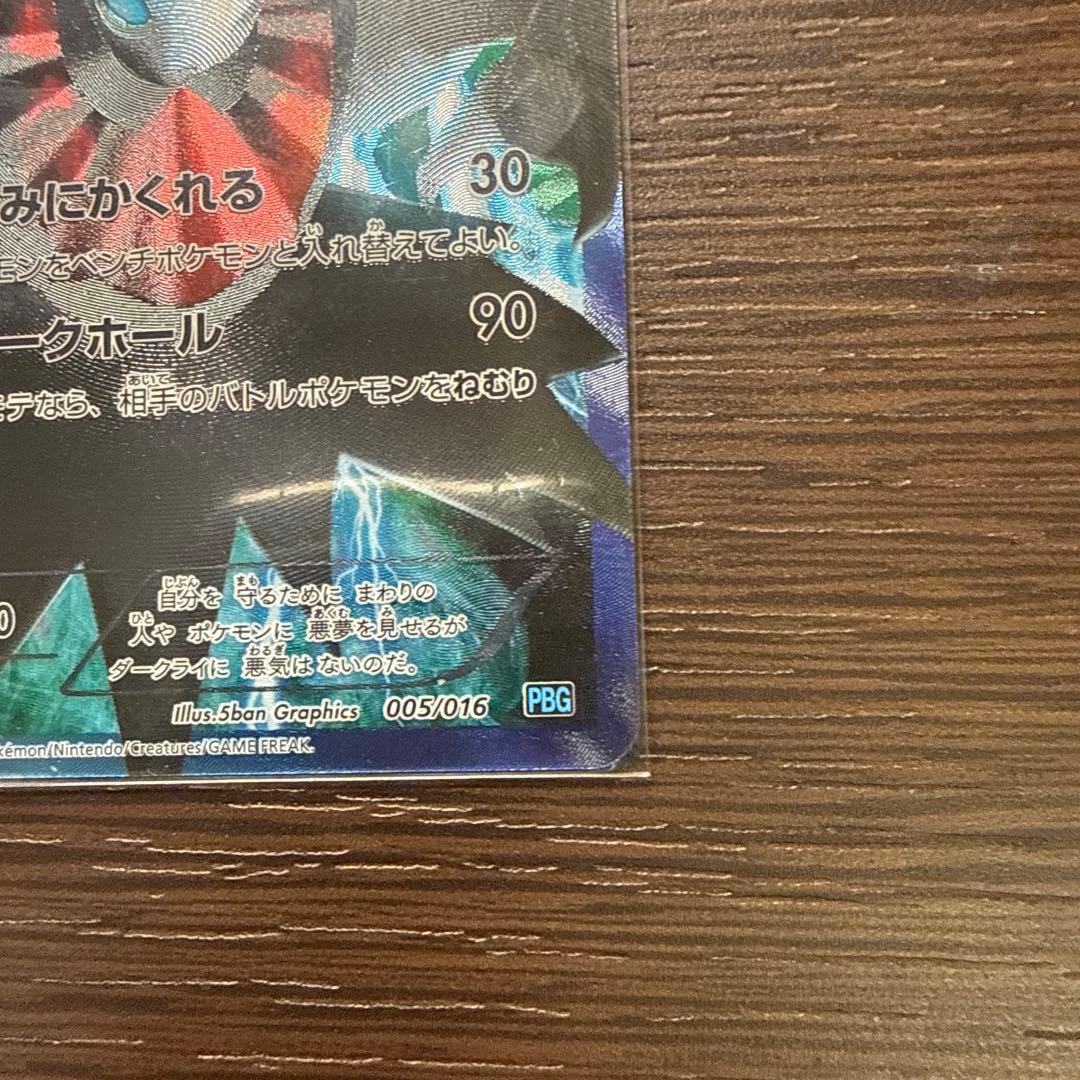 みにかくれる 30
モンをベンチポケモンと入れ替えてよい。
ークホール 90
モテなら、相手のバトルポケモンをねむり
0
自分を 守るために まわりの
人や ポケモンに 悪夢を見せるが
ダークライに 悪気は ないのだ。
Illus.5ban Graphics 005/016 PBG
kémon/Nintendo/Creatures/GAME FREAK.